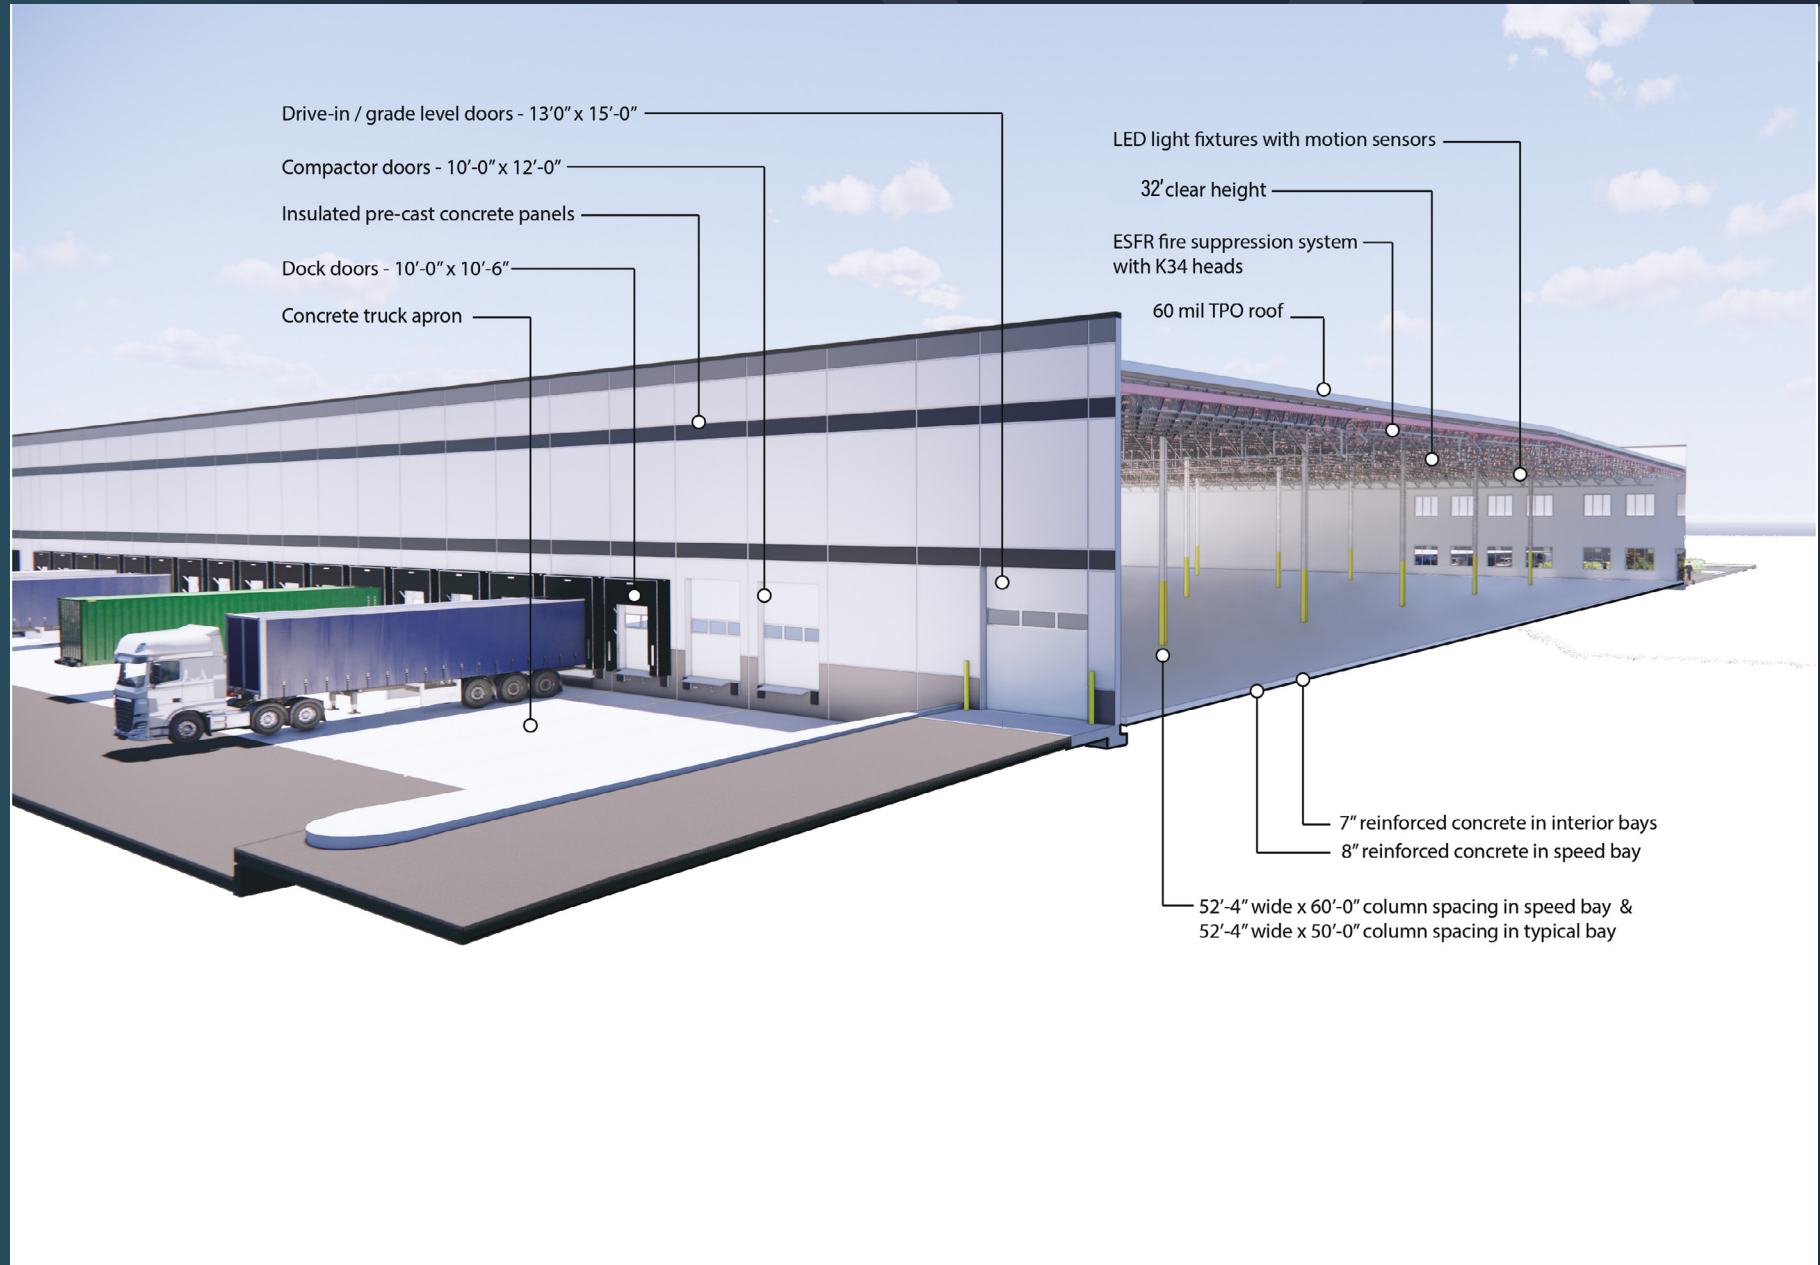 Drive-in / grade level doors - 13'0" x 15'-0"
Compactor doors - 10'-0" x 12'-0"
Insulated pre-cast concrete panels
Dock doors - 10'-0" x 10'-6"
Concrete truck apron
LED light fixtures with motion sensors
32' clear height
ESFR fire suppression system
with K34 heads
60 mil TPO roof
7" reinforced concrete in interior bays
8" reinforced concrete in speed bay
52'-4" wide x 60'-0" column spacing in speed bay &
52'-4" wide x 50'-0" column spacing in typical bay